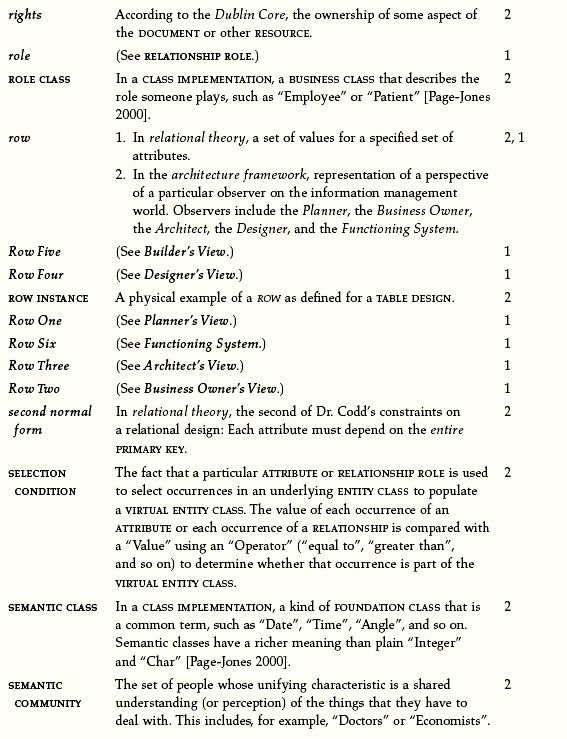 rights According to the Dublin Core, the ownership of some aspect of 2
the DOCUMENT or other RESOURCE.
role (See RELATIONSHIP ROLE.) 1
ROLE CLASS In a CLASS IMPLEMENTATION, a BUSINESS CLASS that describes the 2
role someone plays, such as “Employee” or “Patient” [Page-Jones
2000].
row 1. In relational theory, a set of values for a specified set of 2, 1
attributes.
2. In the architecture framework, representation of a perspective
of a particular observer on the information management
world. Observers include the Planner, the Business Owner,
the Architect, the Designer, and the Functioning System.
Row Five (See Builder’s View.) 1
Row Four (See Designer’s View.) 1
ROW INSTANCE A physical example of a ROW as defined for a TABLE DESIGN. 2
Row One (See Planner’s View.) 1
Row Six (See Functioning System.) 1
Row Three (See Architect’s View.) 1
Row Two (See Business Owner’s View.) 1
second normal In relational theory, the second of Dr. Codd’s constraints on 2
form a relational design: Each attribute must depend on the entire
PRIMARY KEY.
SELECTION The fact that a particular ATTRIBUTE or RELATIONSHIP ROLE is used 2
CONDITION to select occurrences in an underlying ENTITY CLASS to populate
a VIRTUAL ENTITY CLASS. The value of each occurrence of an
ATTRIBUTE or each occurrence of a RELATIONSHIP is compared with
a “Value” using an “Operator” (“equal to”, “greater than”,
and so on) to determine whether that occurrence is part of the
VIRTUAL ENTITY CLASS.
SEMANTIC CLASS In a CLASS IMPLEMENTATION, a kind of FOUNDATION CLASS that is 2
a common term, such as “Date”, “Time”, “Angle”, and so on.
Semantic classes have a richer meaning than plain “Integer”
and “Char” [Page-Jones 2000].
SEMANTIC The set of people whose unifying characteristic is a shared 2
COMMUNITY understanding (or perception) of the things that they have to
deal with. This includes, for example, “Doctors” or “Economists”.